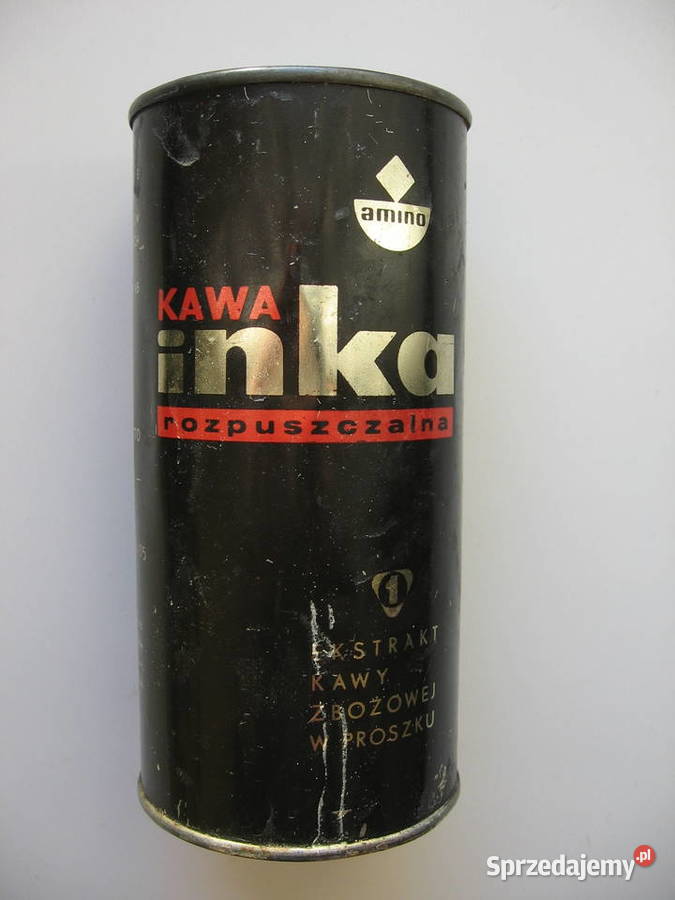 amino
KAWA
inka
rozpuszczalna
1
EKSTRAKT
KAWY
ZBOŻOWEJ
W PROSZKU
Sprzedajemy.pl